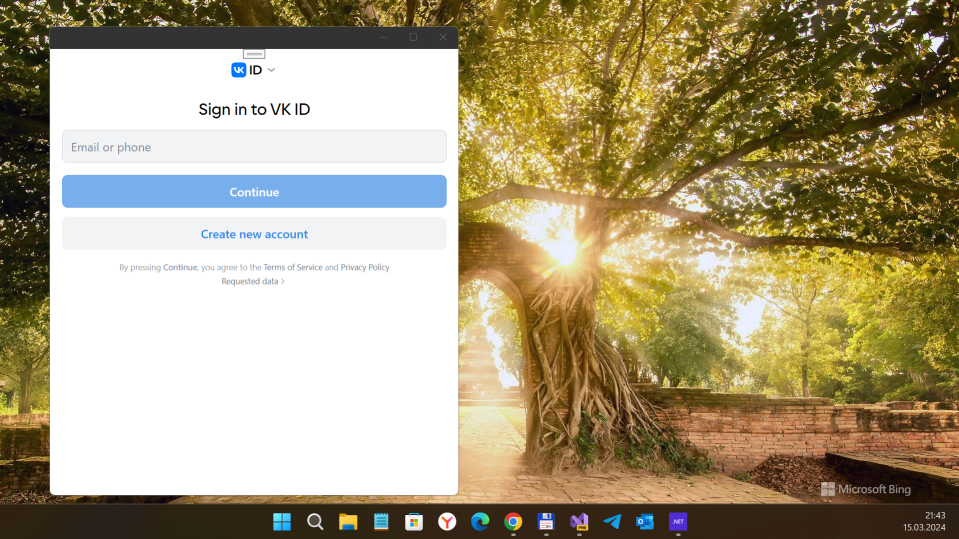 VK ID
Sign in to VK ID
Email or phone
Continue
Create new account
By pressing Continue, you agree to the Terms of Service and Privacy Policy
Requested data >
Microsoft Bing
PRE
.NET
21:43
15.03.2024